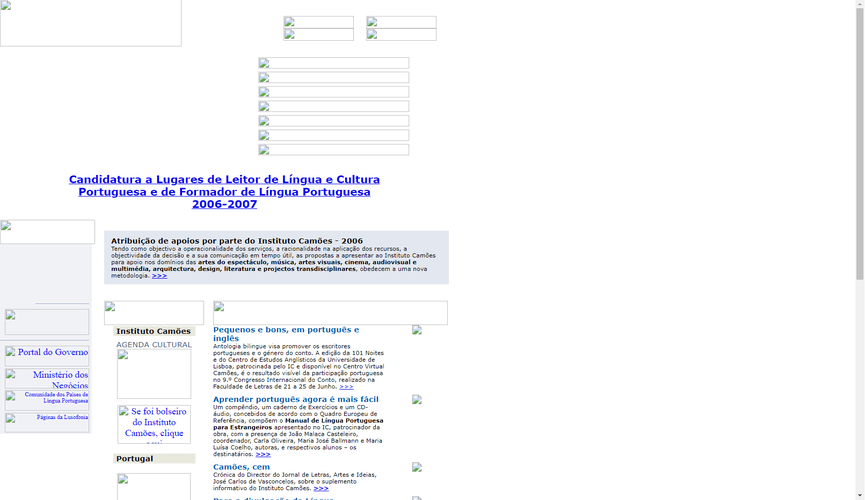 Candidatura a Lugares de Leitor de Língua e Cultura
Portuguesa e de Formador de Língua Portuguesa
2006-2007
Atribuição de apoios por parte do Instituto Camões - 2006
Tendo como objectivo a operacionalidade dos serviços, a racionalidade na aplicação dos recursos, a
objectividade da decisão e a sua comunicação em tempo útil, as propostas a apresentar ao Instituto Camões
para apoio nos domínios das artes do espectáculo, música, artes visuais, cinema, audiovisual e
multimédia, arquitectura, design, literatura e projectos transdisciplinares, obedecem a uma nova
metodologia. >>>
Portal do Governo
Ministério dos
Negócios
Comunidade dos Países de
Língua Portuguesa
Páginas da Lusofonia
Instituto Camões
AGENDA CULTURAL
Se foi bolseiro
do Instituto
Camões, clique
Portugal
Pequenos e bons, em português e
inglês
Antologia bilingue visa promover os escritores
portugueses e o género do conto. A edição da 101 Noites
e do Centro de Estudos Anglísticos da Universidade de
Lisboa, patrocinada pelo IC e disponível no Centro Virtual
Camões, é o resultado visível da participação portuguesa
no 9.º Congresso Internacional do Conto, realizado na
Faculdade de Letras de 21 a 25 de Junho. >>>
Aprender português agora é mais fácil
Um compêndio, um caderno de Exercícios e um CD-
áudio, concebidos de acordo com o Quadro Europeu de
Referência, compõem o Manual de Língua Portuguesa
para Estrangeiros apresentado no IC, patrocinador da
obra, com a presença de João Malaca Casteleiro,
coordenador, Carla Oliveira, Maria José Ballmann e Maria
Luísa Coelho, autoras, e respectivos alunos – os
destinatários. >>>
Camões, cem
Crónica do Director do Jornal de Letras, Artes e Ideias,
José Carlos de Vasconcelos, sobre o suplemento
informativo do Instituto Camões. >>>